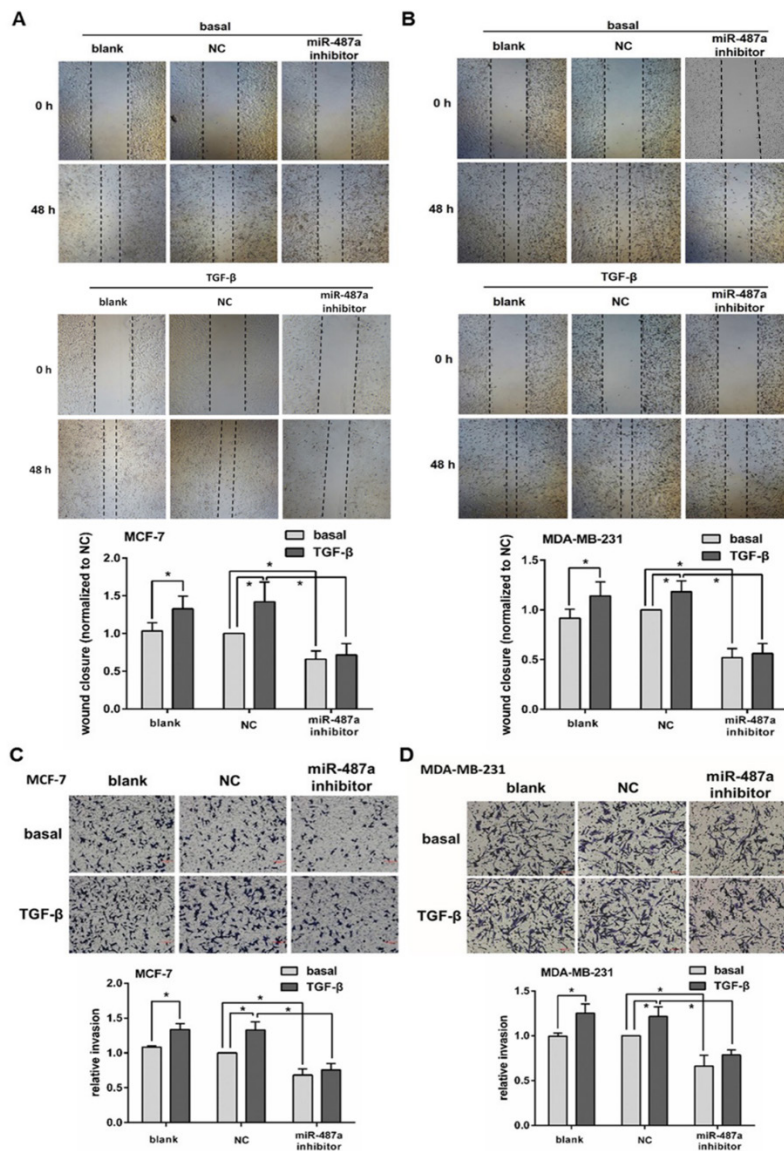 A
basal
blank NC miR-487a
inhibitor
0 h
48 h
TGF-β
blank NC miR-487a
inhibitor
0 h
48 h
MCF-7
basal
TGF-β
wound closure (normalized to NC)
2.0
1.5
1.0
0.5
0.0
* * * *
blank NC miR-487a
inhibitor
B
basal
blank NC miR-487a
inhibitor
0 h
48 h
TGF-β
blank NC miR-487a
inhibitor
0 h
48 h
MDA-MB-231
basal
TGF-β
wound closure (normalized to NC)
1.5
1.0
0.5
0.0
* * * *
blank NC miR-487a
inhibitor
C
MCF-7
blank NC miR-487a
inhibitor
basal
TGF-β
MCF-7
basal
TGF-β
relative invasion
2.0
1.5
1.0
0.5
0.0
* * * *
blank NC miR-487a
inhibitor
D
MDA-MB-231
blank NC miR-487a
inhibitor
basal
TGF-β
MDA-MB-231
basal
TGF-β
relative invasion
1.5
1.0
0.5
0.0
* * * *
blank NC miR-487a
inhibitor